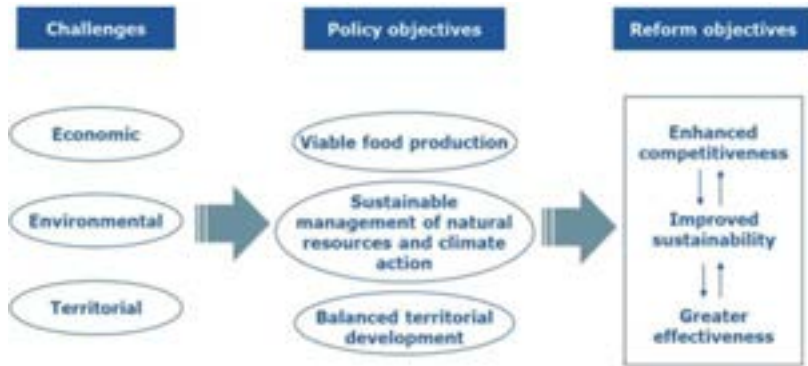 Challenges
Policy objectives
Reform objectives
Economic
Environmental
Territorial
Viable food production
Sustainable
management of natural
resources and climate
action
Balanced territorial
development
Enhanced
competitiveness
Improved
sustainability
Greater
effectiveness